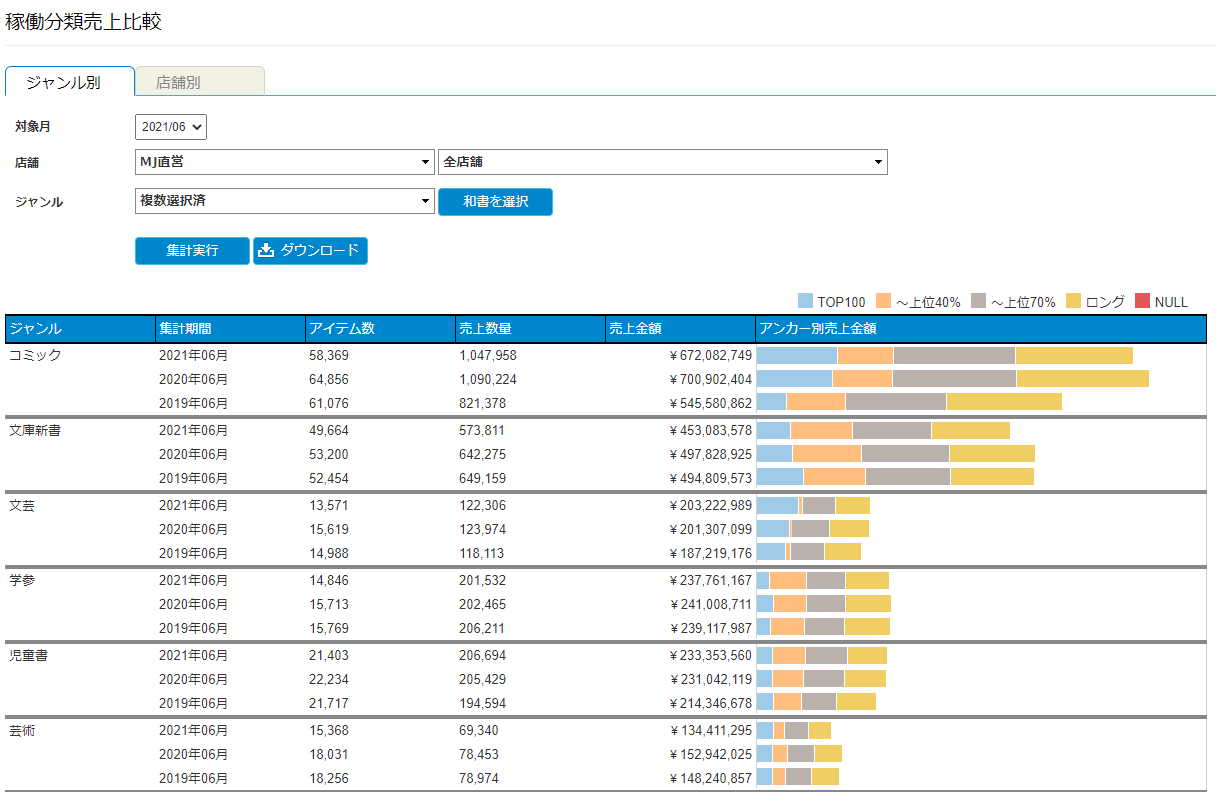 稼働分類売上比較
ジャンル別 店舗別
対象月 2021/06
店舗 MJ直営 全店舗
ジャンル 複数選択済 和書を選択
集計実行 ダウンロード
TOP100 ～上位40% ～上位70% ロング NULL
ジャンル 集計期間 アイテム数 売上数量 売上金額 アンカー別売上金額
コミック 2021年06月 58,369 1,047,958 ¥672,082,749
2020年06月 64,856 1,090,224 ¥700,902,404
2019年06月 61,076 821,378 ¥545,580,862
文庫新書 2021年06月 49,664 573,811 ¥453,083,578
2020年06月 53,200 642,275 ¥497,828,925
2019年06月 52,454 649,159 ¥494,809,573
文芸 2021年06月 13,571 122,306 ¥203,222,989
2020年06月 15,619 123,974 ¥201,307,099
2019年06月 14,988 118,113 ¥187,219,176
学参 2021年06月 14,846 201,532 ¥237,761,167
2020年06月 15,713 202,465 ¥241,008,711
2019年06月 15,769 206,211 ¥239,117,987
児童書 2021年06月 21,403 206,694 ¥233,353,560
2020年06月 22,234 205,429 ¥231,042,119
2019年06月 21,717 194,594 ¥214,346,678
芸術 2021年06月 15,368 69,340 ¥134,411,295
2020年06月 18,031 78,453 ¥152,942,025
2019年06月 18,256 78,974 ¥148,240,857